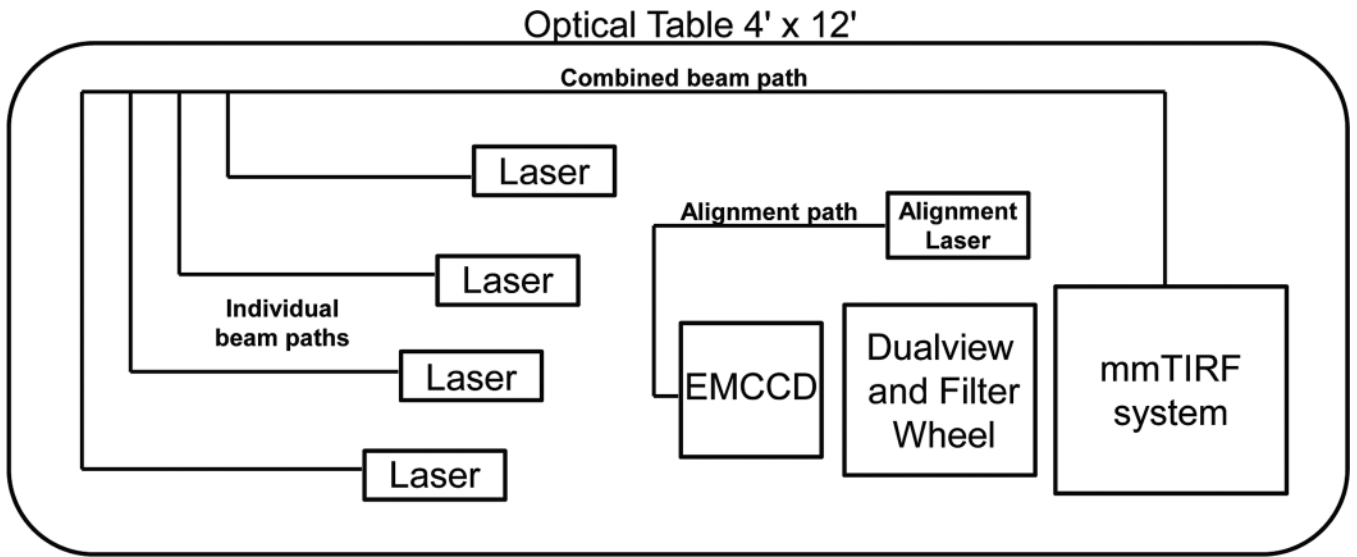 Optical Table 4' x 12'
Combined beam path
Laser
Alignment path
Alignment
Laser
Laser
Individual
beam paths
Laser
EMCCD
Dualview
and Filter
Wheel
mmTIRF
system
Laser